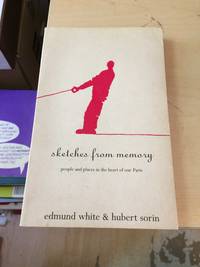 sketches from memory
people and places in the heart of our Paris
edmund white & hubert sorin